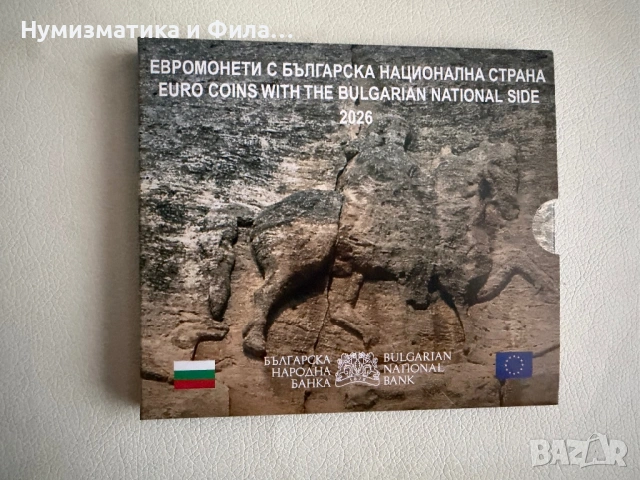 Нумизматика и Фила...
ЕВРОМОНЕТИ С БЪЛГАРСКА НАЦИОНАЛНА СТРАНА
EURO COINS WITH THE BULGARIAN NATIONAL SIDE
2026
БЪЛГАРСКА
НАРОДНА
БАНКА
BULGARIAN
NATIONAL
BANK
BAZAR